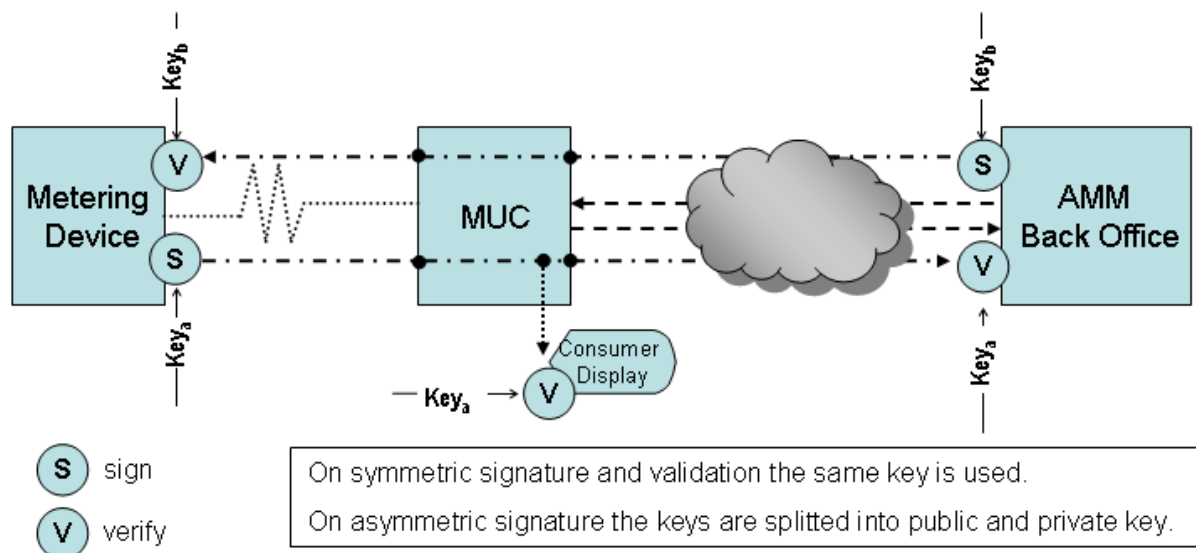 Key_b
Key_b
V
S
Metering
Device
MUC
AMM
Back Office
S
V
Key_a
Consumer
Display
V
Key_a
Key_a
S sign
V verify
On symmetric signature and validation the same key is used.
On asymmetric signature the keys are splitted into public and private key.